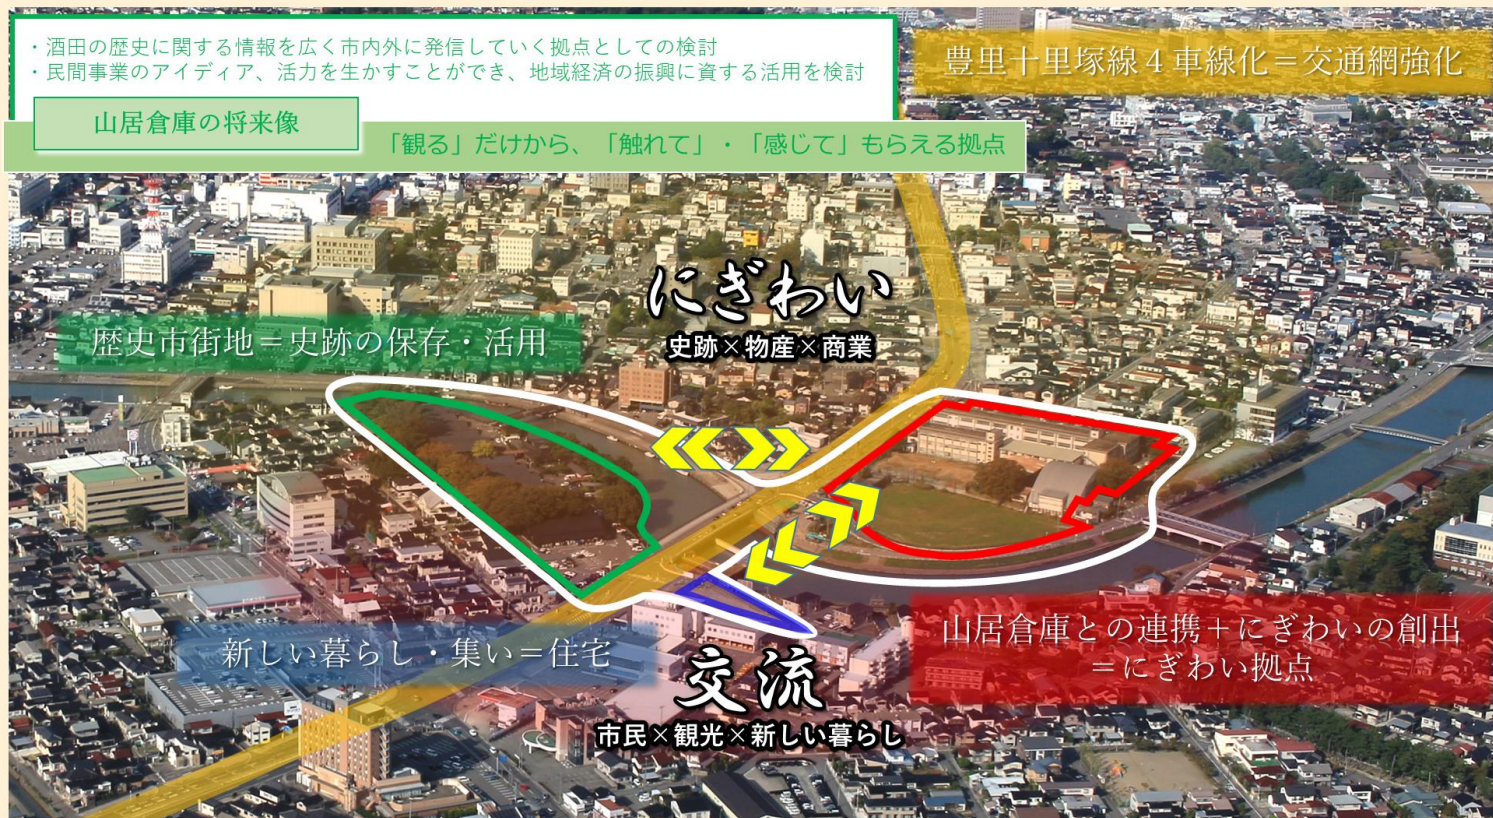 ・酒田の歴史に関する情報を広く市内外に発信していく拠点としての検討
・民間事業のアイディア、活力を生かすことができ、地域経済の振興に資する活用を検討
山居倉庫の将来像
「観る」だけから、「触れて」・「感じて」もらえる拠点
豊里十里塚線４車線化＝交通網強化
にぎわい
史跡×物産×商業
歴史市街地＝史跡の保存・活用
新しい暮らし・集い＝住宅
山居倉庫との連携＋にぎわいの創出
＝にぎわい拠点
交流
市民×観光×新しい暮らし